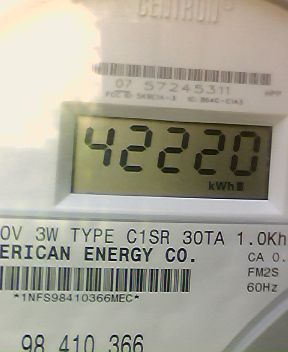 CENTRON
07 57245311
42220
kWh
0V 3W TYPE C1SR 30TA 1.0Kh
ERICAN ENERGY CO.
CA 0.
FM2S
*1NFS98410366MEC*
60Hz
98 410 366